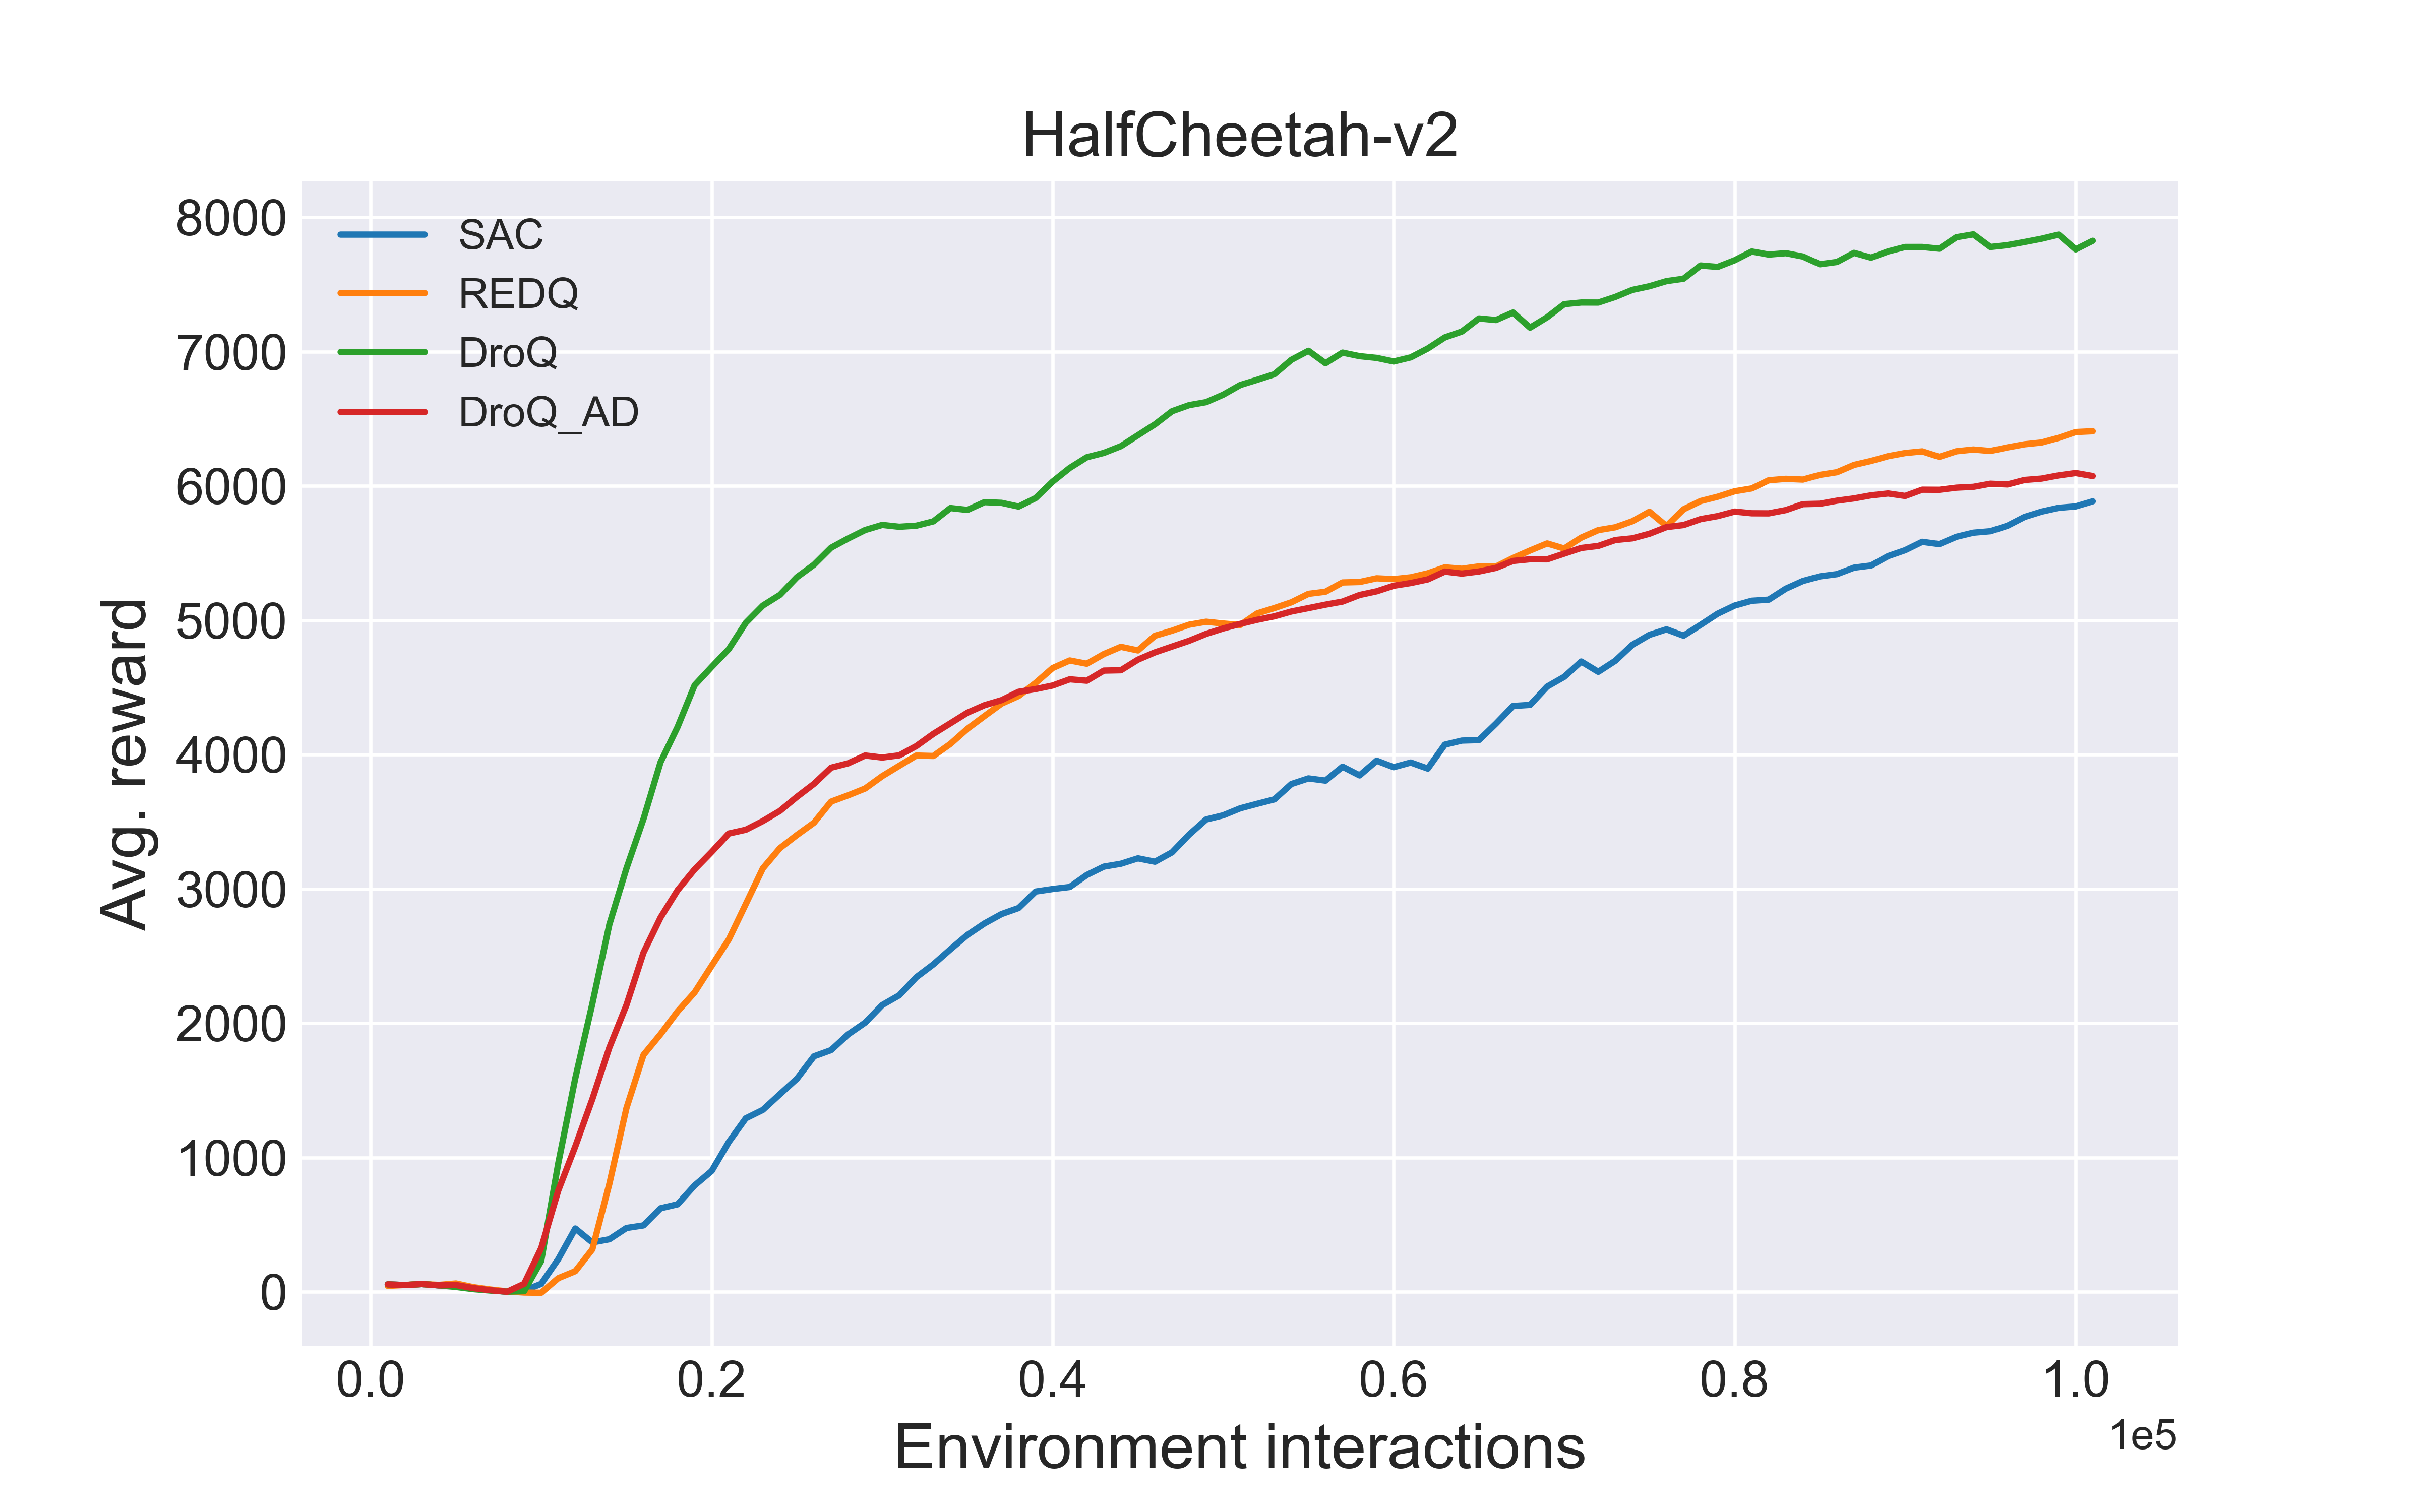 HalfCheetah-v2
SAC
REDQ
DroQ
DroQ_AD
8000
7000
6000
5000
4000
3000
2000
1000
0
Avg. reward
0.0 0.2 0.4 0.6 0.8 1.0
1e5
Environment interactions